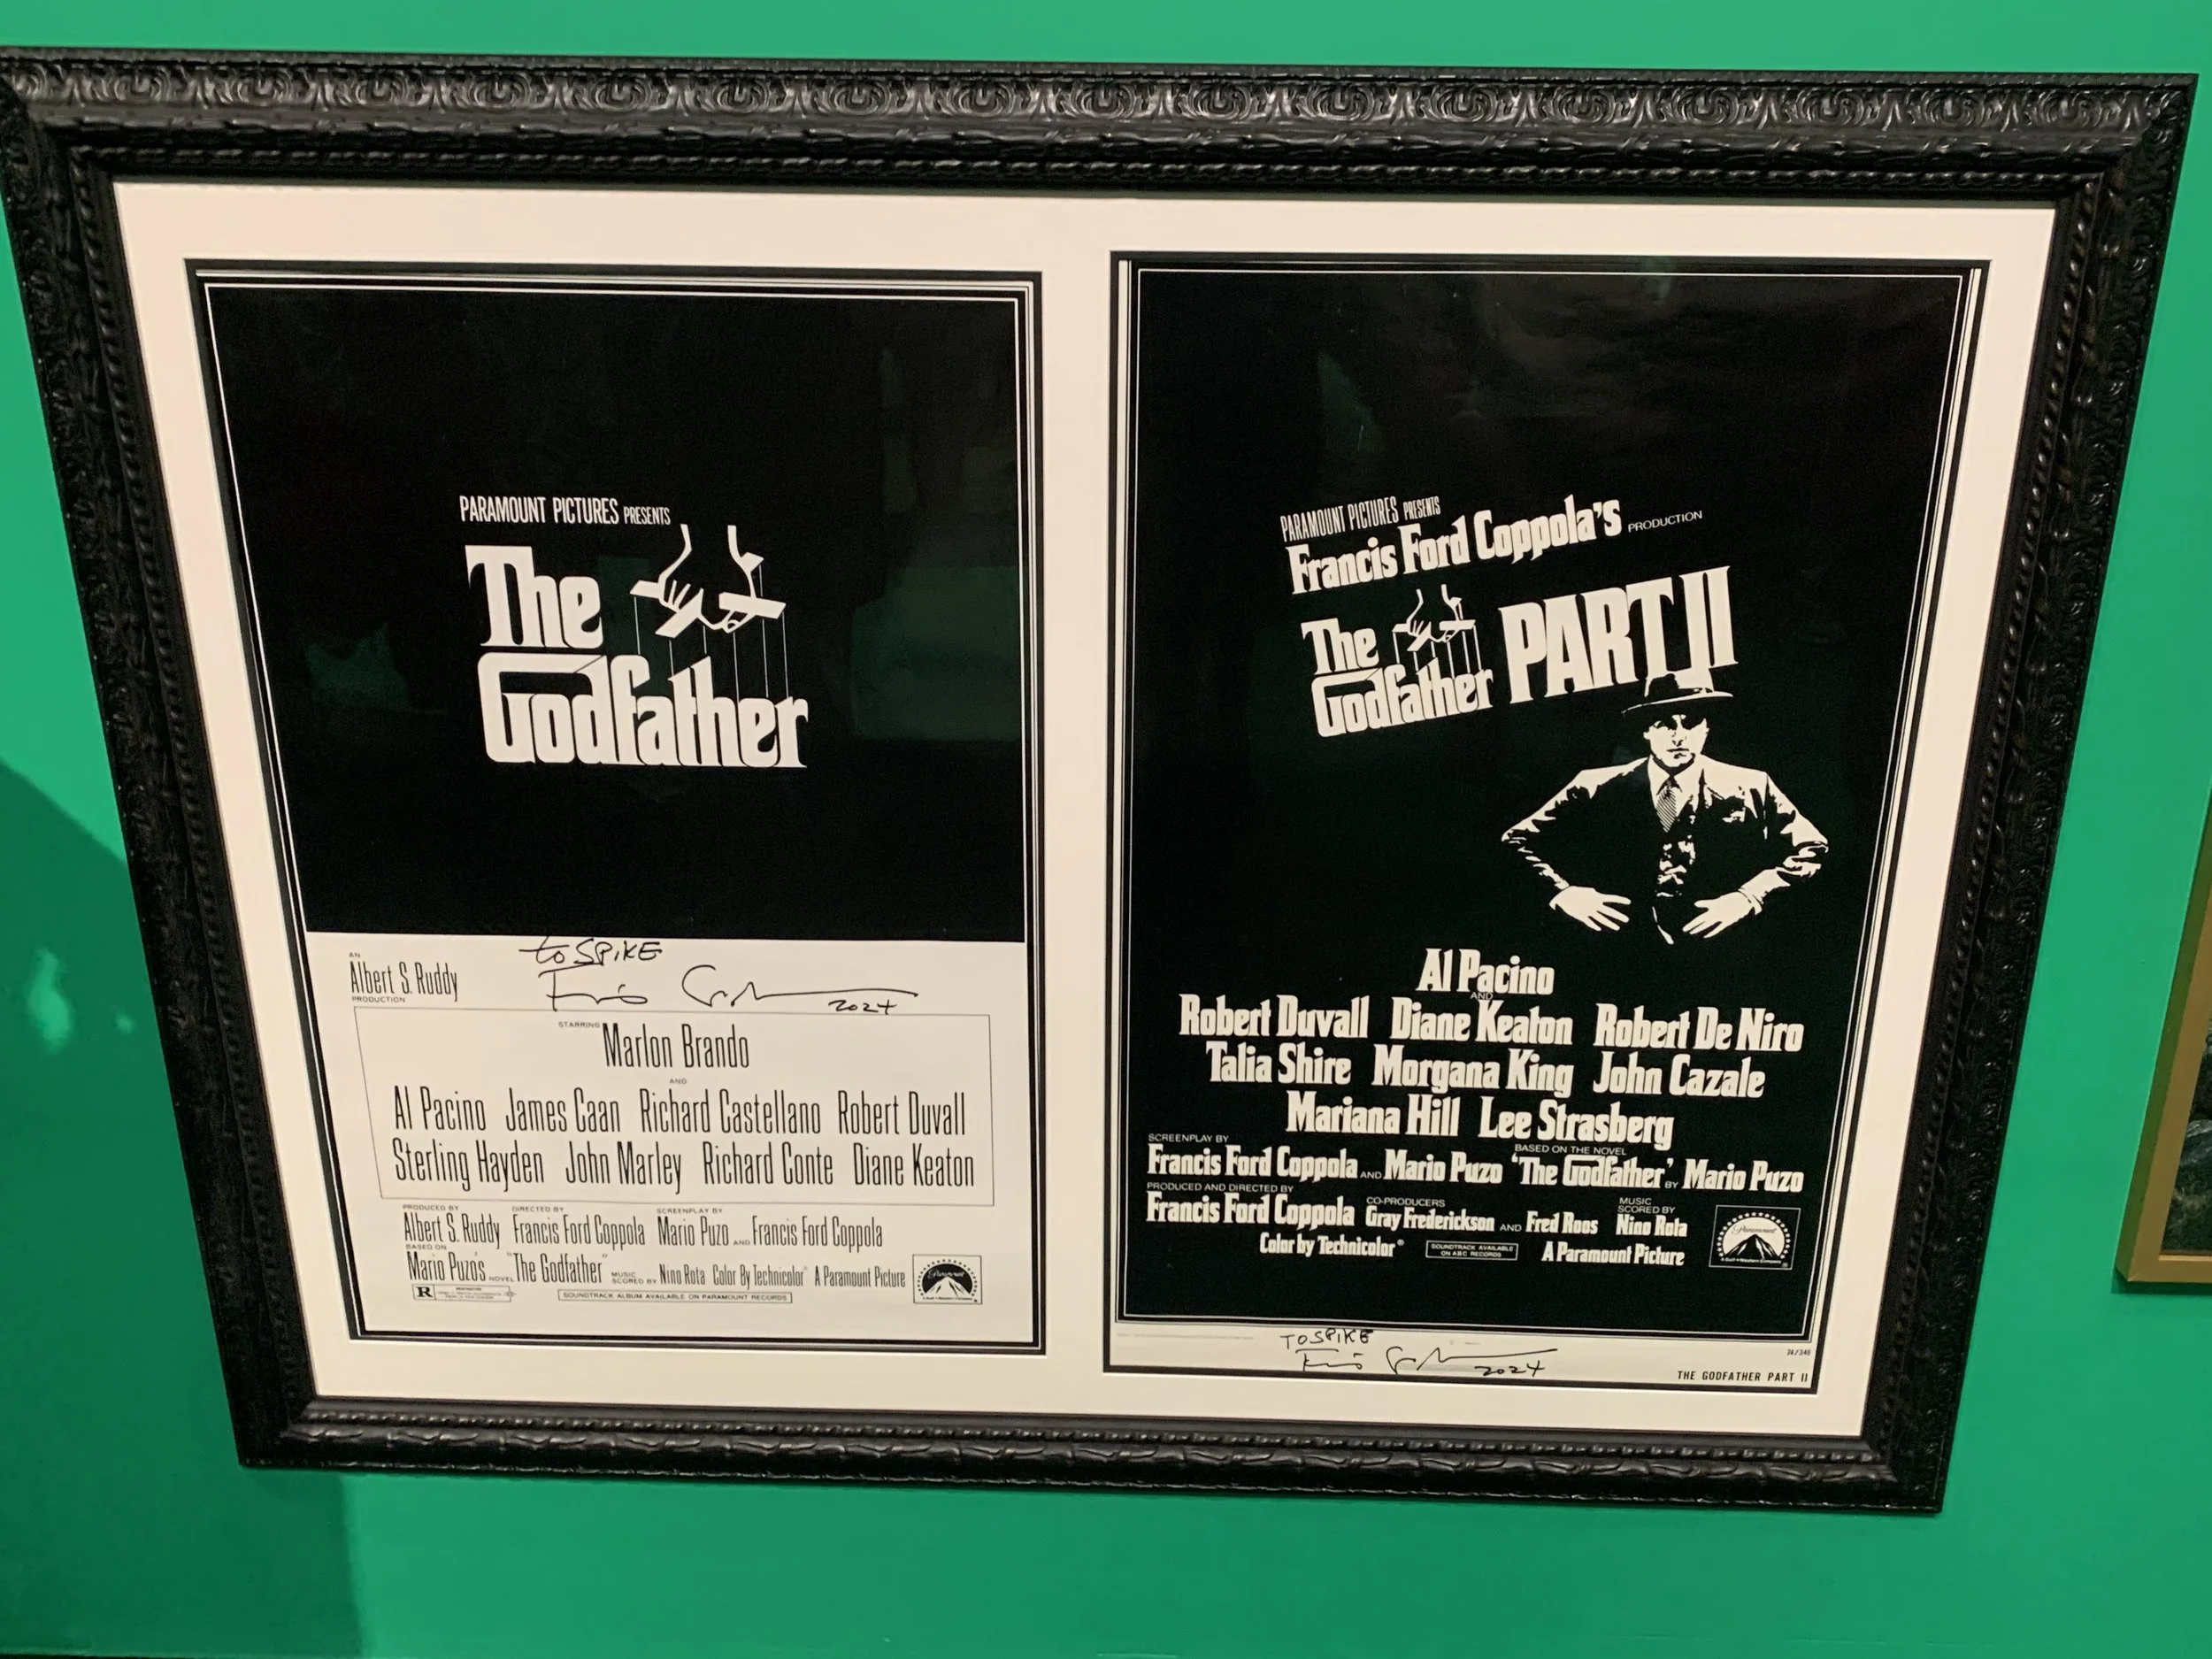 PARAMOUNT PICTURES PRESENTS
The
Godfather
to SPIKE
2024
AN
Albert S. Ruddy
PRODUCTION
STARRING
Marlon Brando
AND
Al Pacino James Caan Richard Castellano Robert Duvall
Sterling Hayden John Marley Richard Conte Diane Keaton
PRODUCED BY DIRECTED BY SCREENPLAY BY
Albert S. Ruddy Francis Ford Coppola Mario Puzo AND Francis Ford Coppola
BASED ON
Mario Puzo's NOVEL "The Godfather" MUSIC SCORED BY Nino Rota Color By Technicolor® A Paramount Picture
R
SOUNDTRACK ALBUM AVAILABLE ON PARAMOUNT RECORDS
Paramount
PARAMOUNT PICTURES PRESENTS
Francis Ford Coppola's PRODUCTION
The
Godfather PART II
Al Pacino
AND
Robert Duvall Diane Keaton Robert De Niro
Talia Shire Morgana King John Cazale
Mariana Hill Lee Strasberg
SCREENPLAY BY BASED ON THE NOVEL
Francis Ford Coppola AND Mario Puzo 'The Godfather' BY Mario Puzo
PRODUCED AND DIRECTED BY CO-PRODUCERS MUSIC SCORED BY
Francis Ford Coppola Gray Frederickson AND Fred Roos Nino Rota
Color by Technicolor® SOUNDTRACK AVAILABLE ON ABC RECORDS A Paramount Picture
Paramount
A Gulf+Western Company
TO SPIKE
2024
34/340
THE GODFATHER PART II